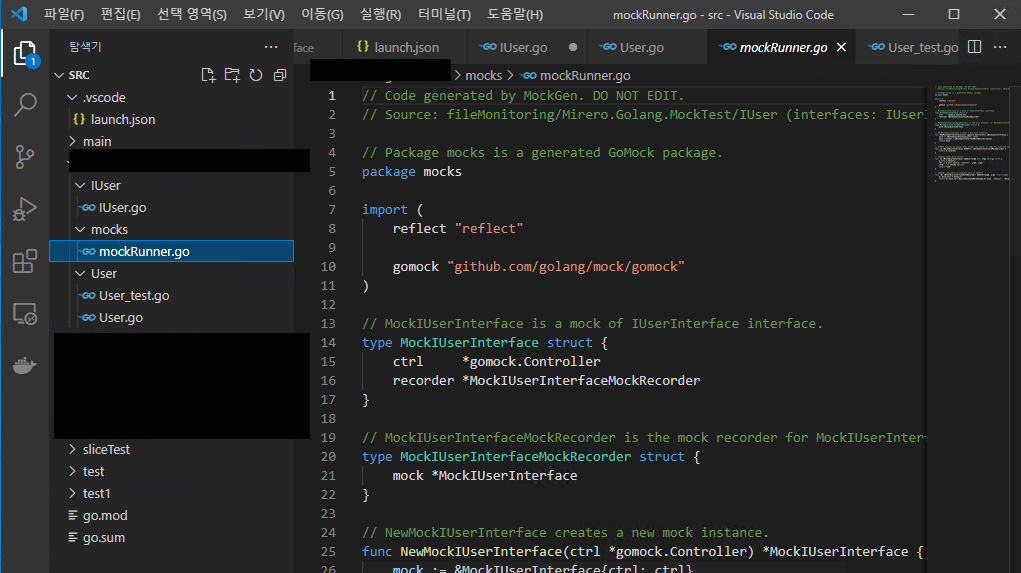 파일(F) 편집(E) 선택 영역(S) 보기(V) 이동(G) 실행(R) 터미널(T) 도움말(H) mockRunner.go - src - Visual Studio Code
탐색기
face
launch.json
IUser.go
User.go
mockRunner.go
User_test.go
SRC
.vscode
launch.json
main
IUser
IUser.go
mocks
mockRunner.go
User
User_test.go
User.go
sliceTest
test
test1
go.mod
go.sum
1
mocks > mockRunner.go
1 // Code generated by MockGen. DO NOT EDIT.
2 // Source: fileMonitoring/Mirero.Golang.MockTest/IUser (interfaces: IUser
3
4 // Package mocks is a generated GoMock package.
5 package mocks
6
7 import (
8 reflect "reflect"
9
10 gomock "github.com/golang/mock/gomock"
11 )
12
13 // MockIUserInterface is a mock of IUserInterface interface.
14 type MockIUserInterface struct {
15 ctrl     *gomock.Controller
16 recorder *MockIUserInterfaceMockRecorder
17 }
18
19 // MockIUserInterfaceMockRecorder is the mock recorder for MockIUserInter
20 type MockIUserInterfaceMockRecorder struct {
21 mock *MockIUserInterface
22 }
23
24 // NewMockIUserInterface creates a new mock instance.
25 func NewMockIUserInterface(ctrl *gomock.Controller) *MockIUserInterface {
26 mock := &MockIUserInterface{ctrl: ctrl}